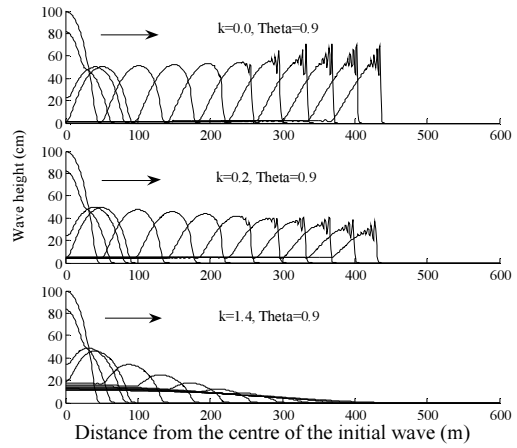 100
80
60
40
20
0
k=0.0, Theta=0.9
0 100 200 300 400 500 600
Wave height (cm)
100
80
60
40
20
0
k=0.2, Theta=0.9
0 100 200 300 400 500 600
100
80
60
40
20
0
k=1.4, Theta=0.9
0 100 200 300 400 500 600
Distance from the centre of the initial wave (m)